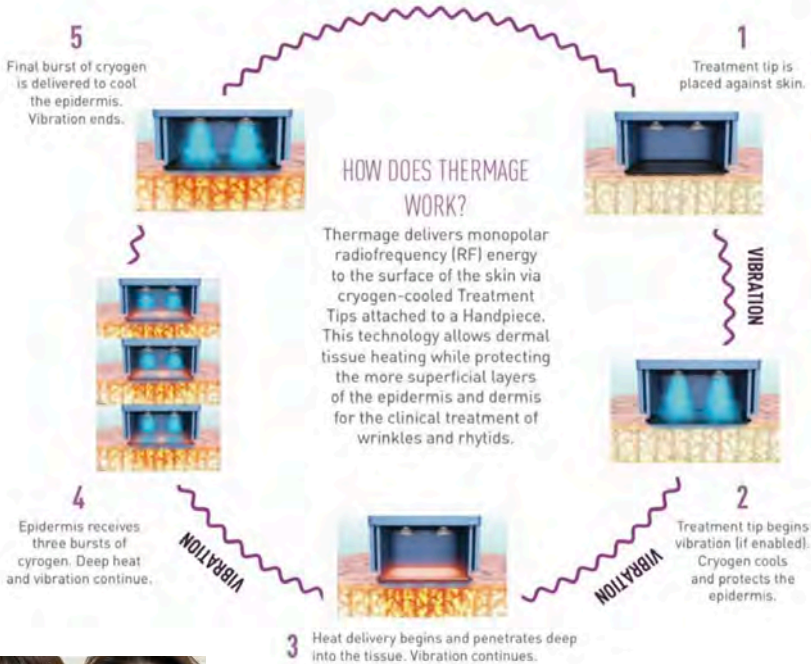 HOW DOES THERMAGE
WORK?
Thermage delivers monopolar
radiofrequency (RF) energy
to the surface of the skin via
cryogen-cooled Treatment
Tips attached to a Handpiece.
This technology allows dermal
tissue heating while protecting
the more superficial layers
of the epidermis and dermis
for the clinical treatment of
wrinkles and rhytids.
1
Treatment tip is
placed against skin.
VIBRATION
2
Treatment tip begins
vibration (if enabled).
Cryogen cools
and protects the
epidermis.
VIBRATION
3
Heat delivery begins and penetrates deep
into the tissue. Vibration continues.
VIBRATION
4
Epidermis receives
three bursts of
cyrogen. Deep heat
and vibration continue.
5
Final burst of cryogen
is delivered to cool
the epidermis.
Vibration ends.